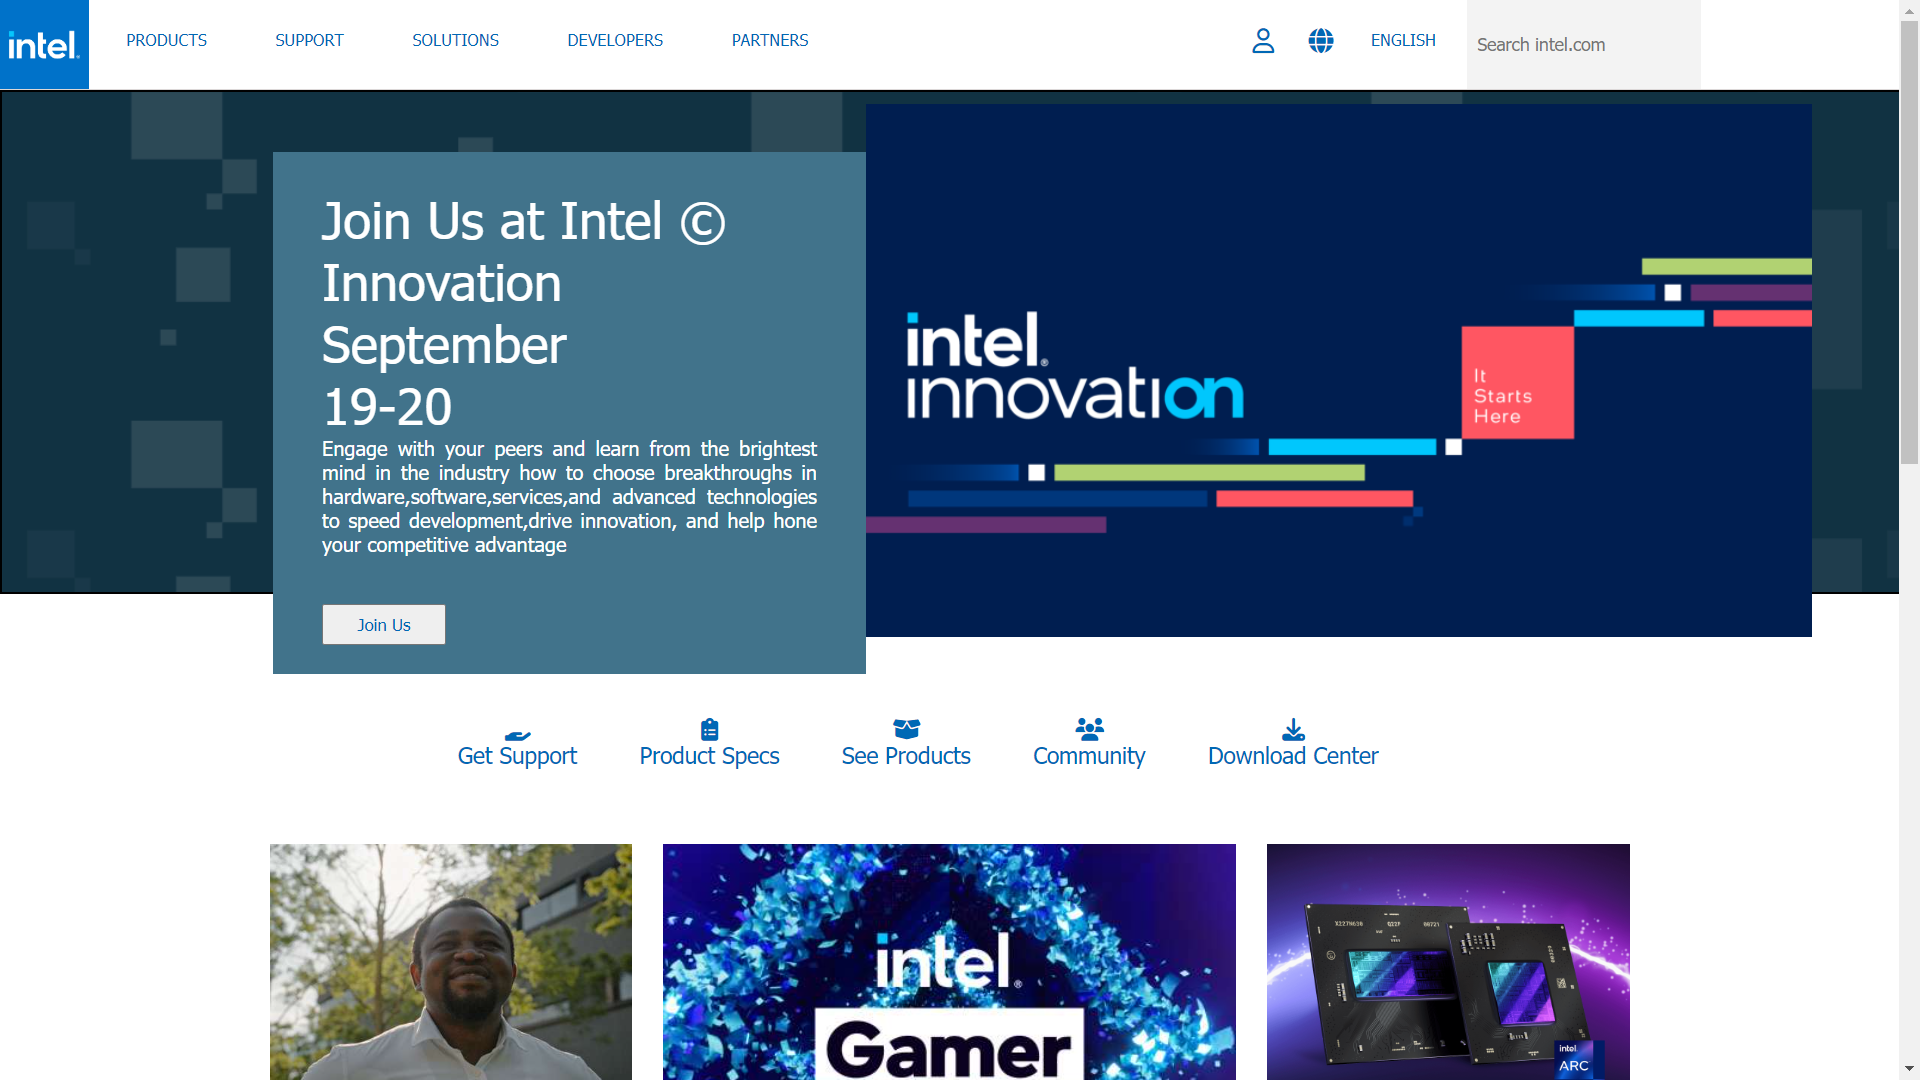 intel.
PRODUCTS
SUPPORT
SOLUTIONS
DEVELOPERS
PARTNERS
ENGLISH
Search intel.com
Join Us at Intel ©
Innovation
September
19-20
Engage with your peers and learn from the brightest
mind in the industry how to choose breakthroughs in
hardware,software,services,and advanced technologies
to speed development,drive innovation, and help hone
your competitive advantage
Join Us
intel.
innovation
It
Starts
Here
Get Support
Product Specs
See Products
Community
Download Center
intel
Gamer
X2279630 QZZP 00721
intel
ARC